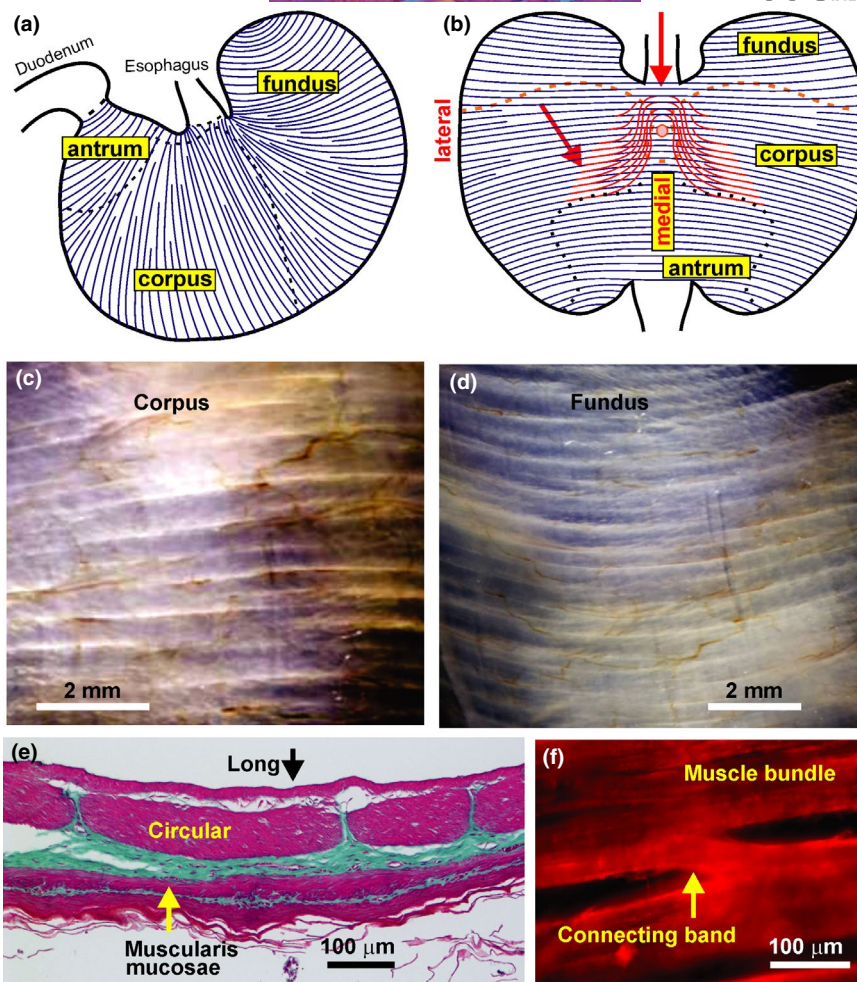 (a)
Duodenum
Esophagus
fundus
antrum
corpus
(b)
fundus
lateral
corpus
medial
antrum
(c)
Corpus
2 mm
(d)
Fundus
2 mm
(e)
Long
Circular
Muscularis
mucosae
100 μm
(f)
Muscle bundle
Connecting band
100 μm